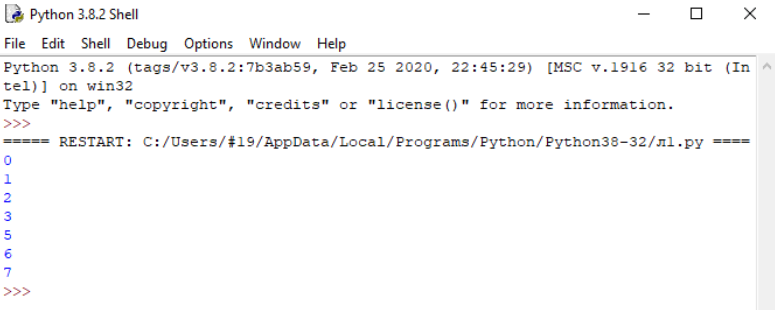 Python 3.8.2 Shell
File Edit Shell Debug Options Window Help
Python 3.8.2 (tags/v3.8.2:7b3ab59, Feb 25 2020, 22:45:29) [MSC v.1916 32 bit (In
tel)] on win32
Type "help", "copyright", "credits" or "license()" for more information.
>>>
===== RESTART: C:/Users/#19/AppData/Local/Programs/Python/Python38-32/л1.py ====
0
1
2
3
5
6
7
>>>